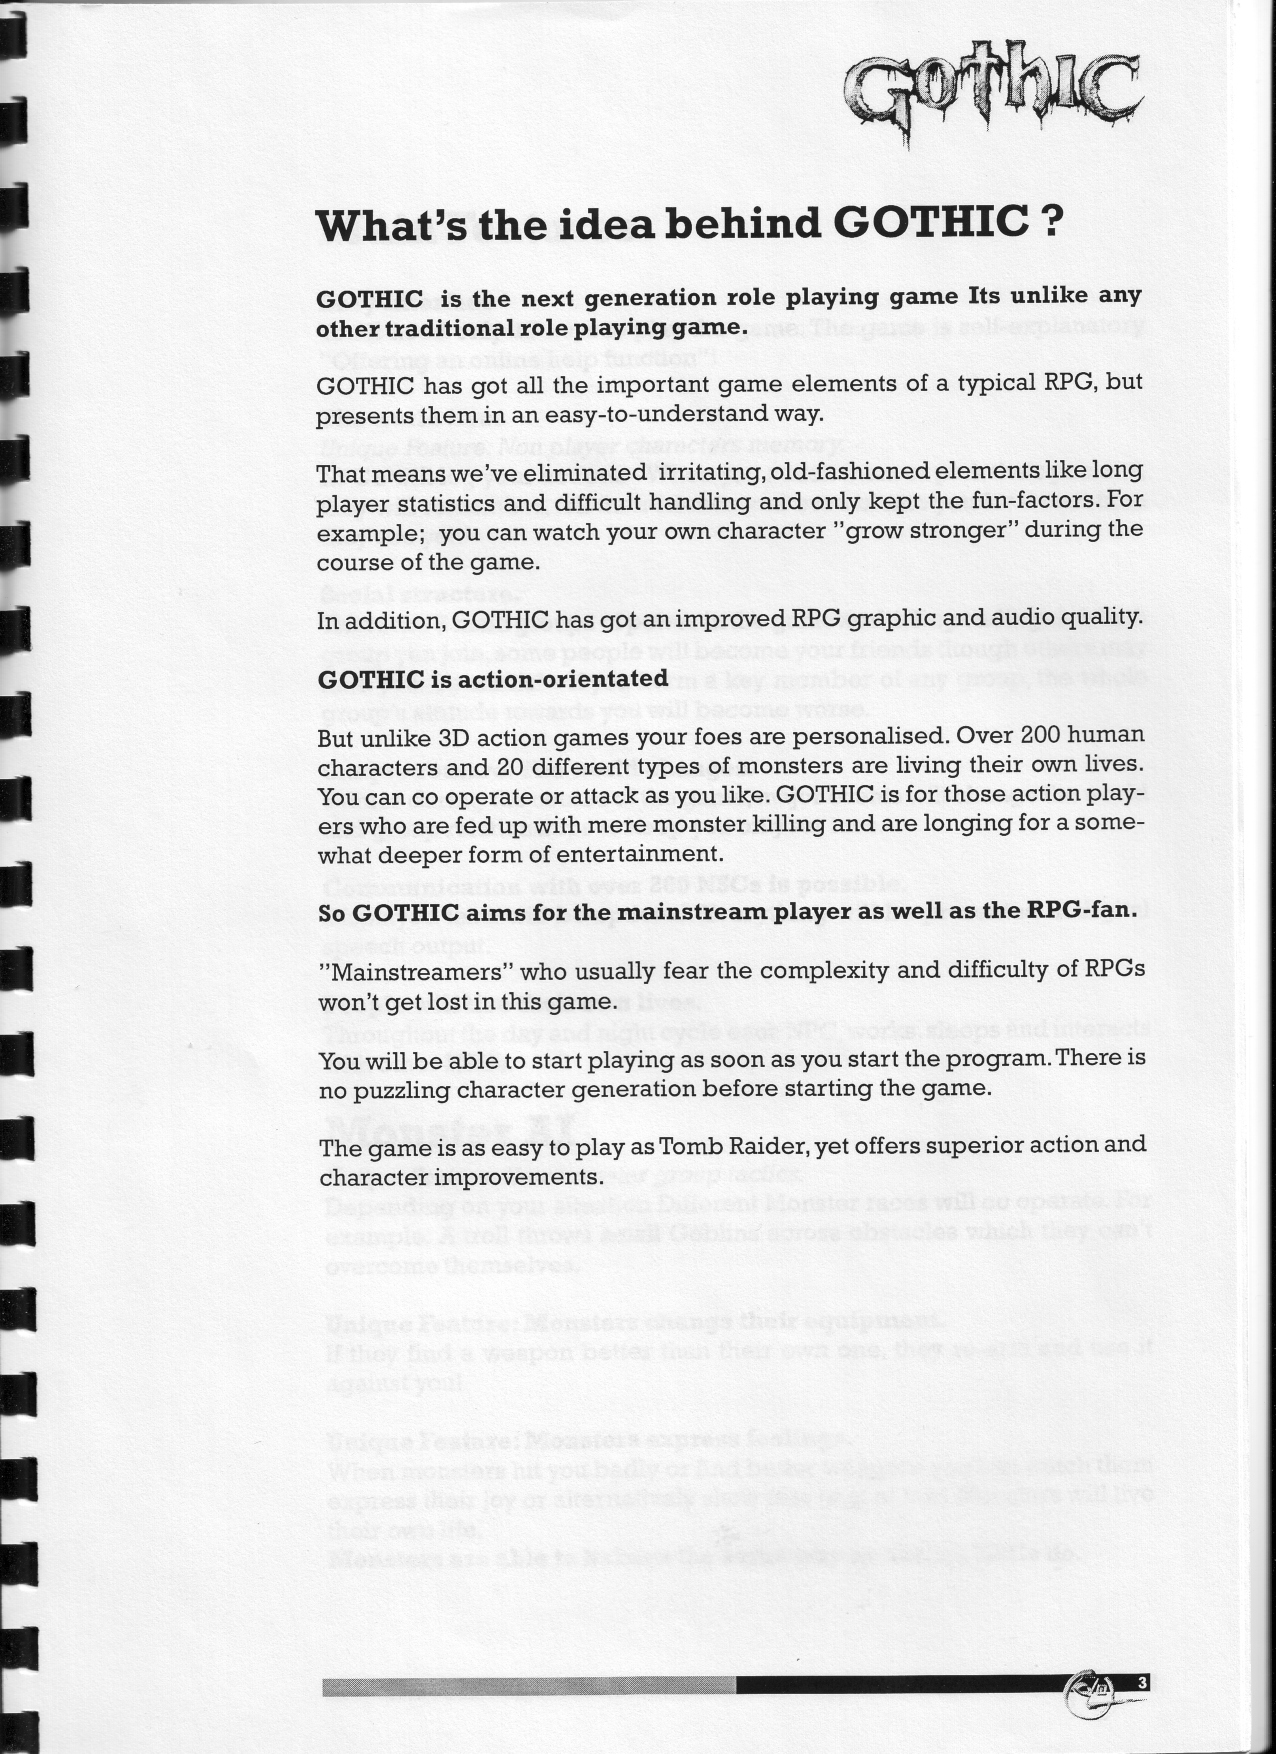 GOTHIC
What's the idea behind GOTHIC ?
GOTHIC is the next generation role playing game Its unlike any
other traditional role playing game.
GOTHIC has got all the important game elements of a typical RPG, but
presents them in an easy-to-understand way.
That means we've eliminated irritating, old-fashioned elements like long
player statistics and difficult handling and only kept the fun-factors. For
example; you can watch your own character "grow stronger" during the
course of the game.
In addition, GOTHIC has got an improved RPG graphic and audio quality.
GOTHIC is action-orientated
But unlike 3D action games your foes are personalised. Over 200 human
characters and 20 different types of monsters are living their own lives.
You can co operate or attack as you like. GOTHIC is for those action play-
ers who are fed up with mere monster killing and are longing for a some-
what deeper form of entertainment.
So GOTHIC aims for the mainstream player as well as the RPG-fan.
"Mainstreamers" who usually fear the complexity and difficulty of RPGs
won't get lost in this game.
You will be able to start playing as soon as you start the program. There is
no puzzling character generation before starting the game.
The game is as easy to play as Tomb Raider, yet offers superior action and
character improvements.
3